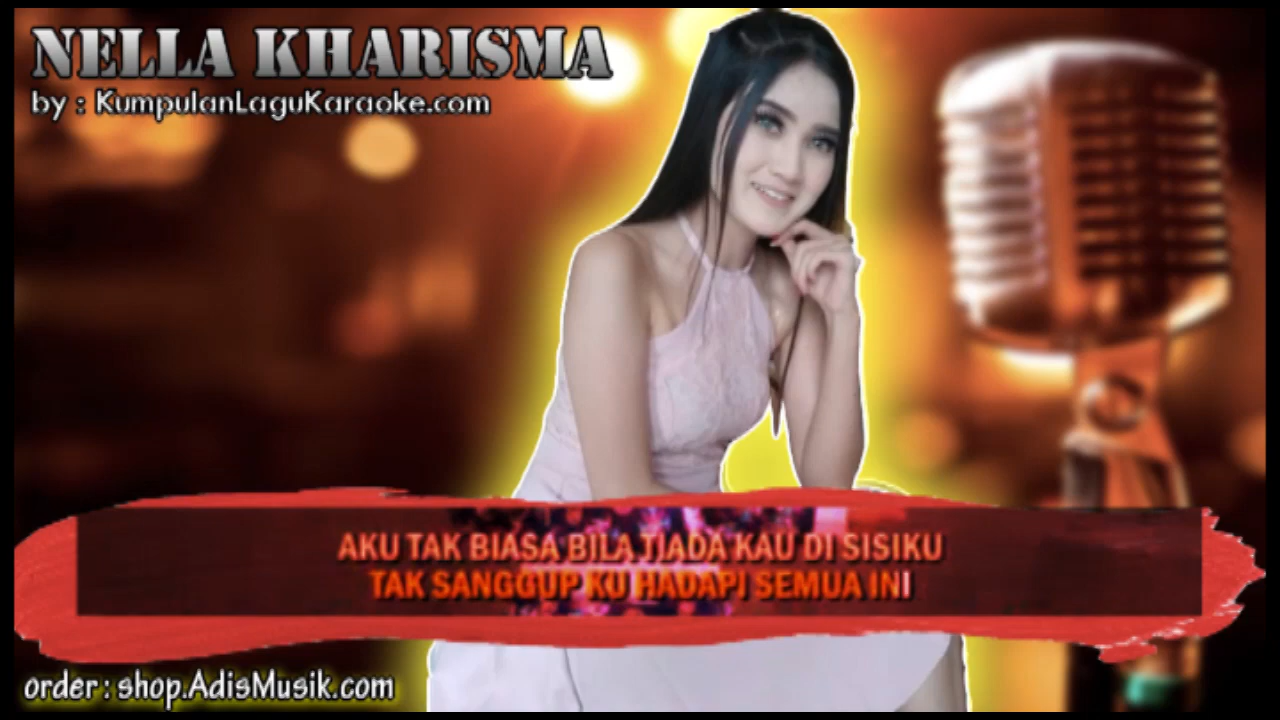 NELLA KHARISMA
by : KumpulanLaguKaraoke.com
AKU TAK BIASA BILA TIADA KAU DI SISIKU
TAK SANGGUP KU HADAPI SEMUA INI
order : shop.AdisMusik.com